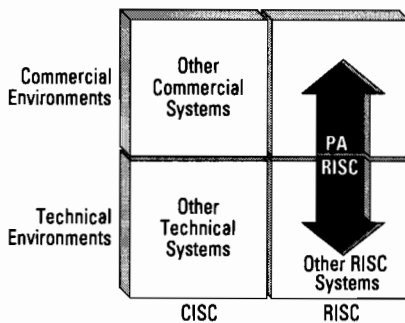 Commercial
Environments
Other
Commercial
Systems
PA
RISC
Technical
Environments
Other
Technical
Systems
Other RISC
Systems
CISC
RISC